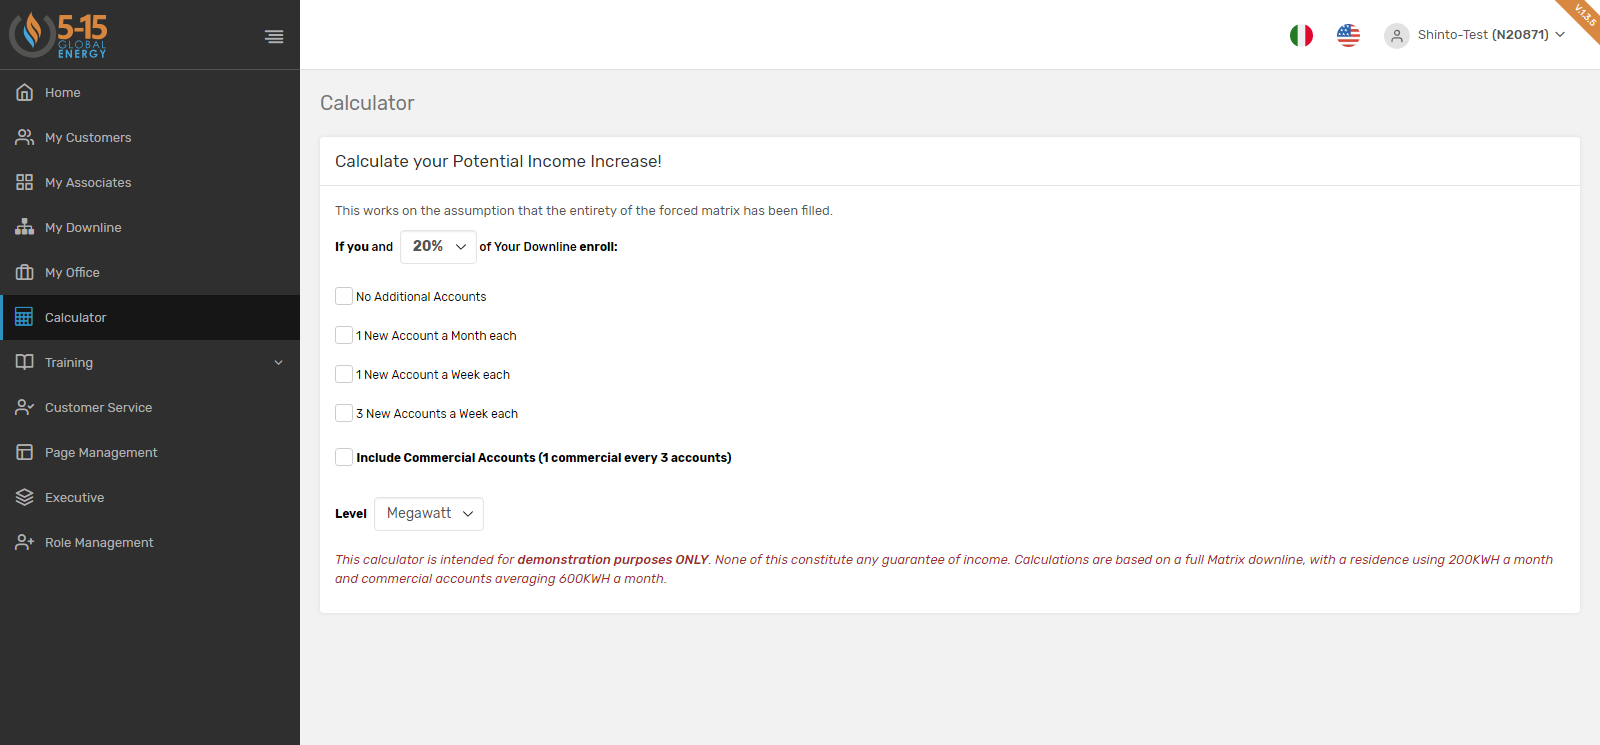 5-15
GLOBAL
ENERGY
Shinto-Test (N20871)
V.1.3.5
Home
My Customers
My Associates
My Downline
My Office
Calculator
Training
Customer Service
Page Management
Executive
Role Management
Calculator
Calculate your Potential Income Increase!
This works on the assumption that the entirety of the forced matrix has been filled.
If you and 20% of Your Downline enroll:
No Additional Accounts
1 New Account a Month each
1 New Account a Week each
3 New Accounts a Week each
Include Commercial Accounts (1 commercial every 3 accounts)
Level Megawatt
This calculator is intended for demonstration purposes ONLY. None of this constitute any guarantee of income. Calculations are based on a full Matrix downline, with a residence using 200KWH a month
and commercial accounts averaging 600KWH a month.